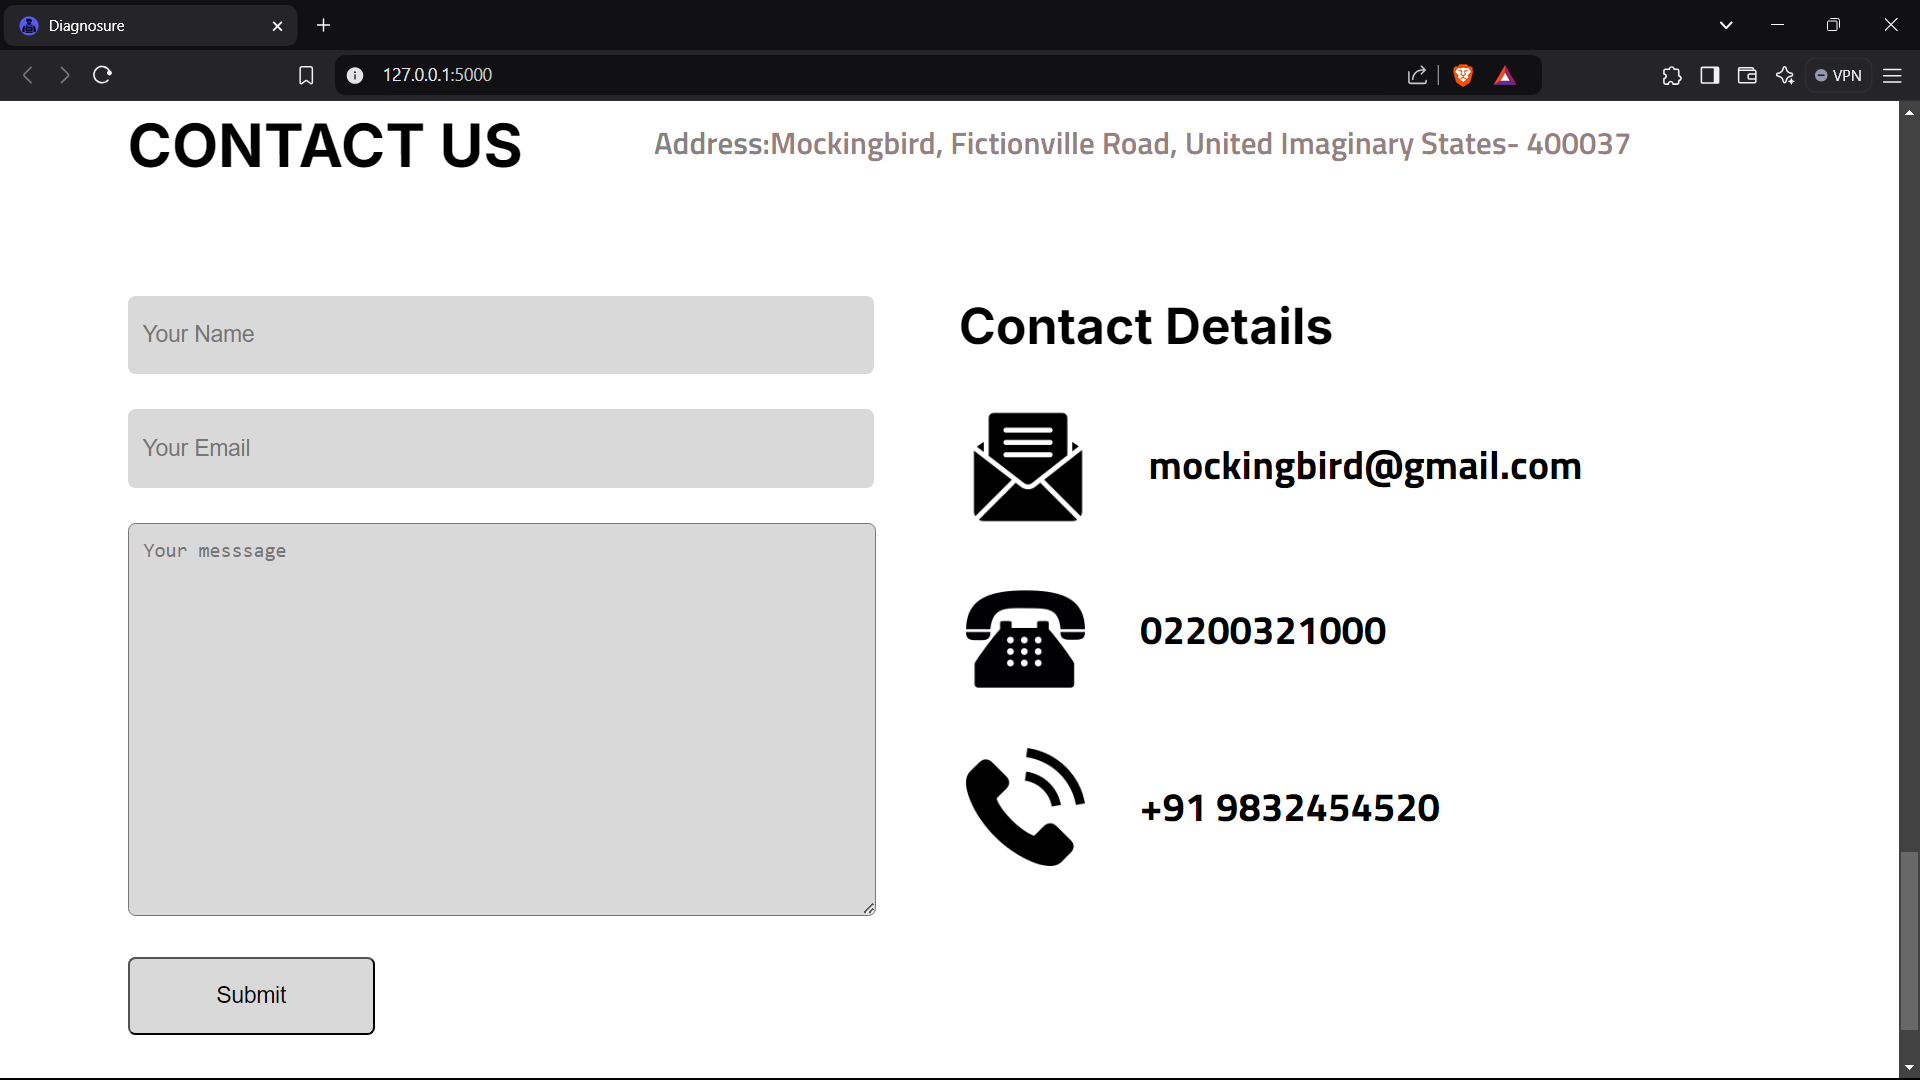 Diagnosure
127.0.0.1:5000
VPN
CONTACT US
Address:Mockingbird, Fictionville Road, United Imaginary States- 400037
Your Name
Your Email
Your messsage
Submit
Contact Details
mockingbird@gmail.com
02200321000
+91 9832454520